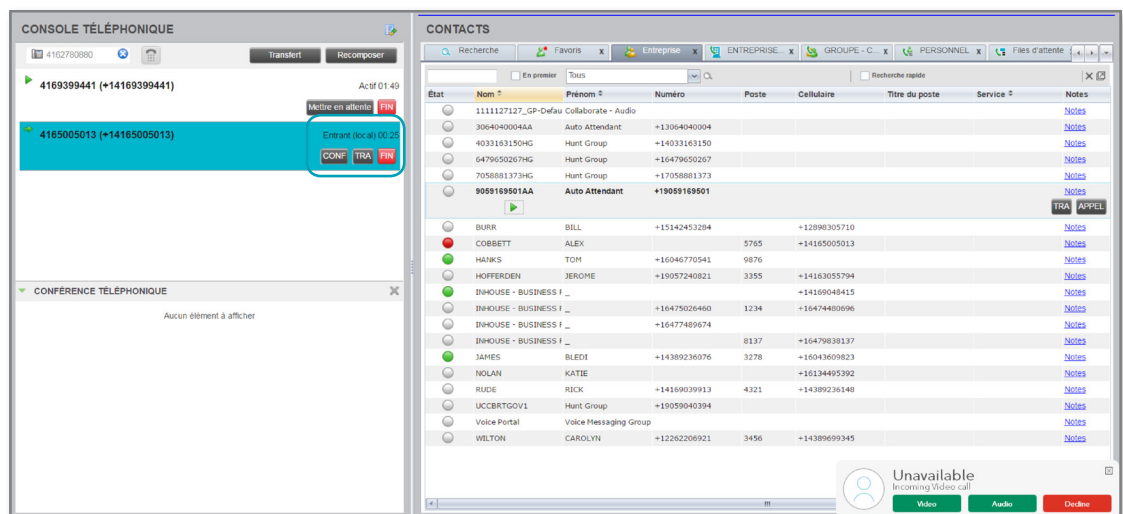 CONSOLE TÉLÉPHONIQUE
4162780880 Transfert Recomposer
4169399441 (+14169399441) Actif 01:49
Mettre en attente FIN
4165005013 (+14165005013) Entrant (local) 00:25
CONF TRA FIN
CONFÉRENCE TÉLÉPHONIQUE
Aucun élément à afficher
CONTACTS
Recherche Favoris x Entreprise x ENTREPRISE... x GROUPE - C... x PERSONNEL x Files d'attente
En premier Tous Recherche rapide
État Nom Prénom Numéro Poste Cellulaire Titre du poste Service Notes
1111127127_GP-Defau Collaborate - Audio Notes
3064040004AA Auto Attendant +13064040004 Notes
4033163150HG Hunt Group +14033163150 Notes
6479650267HG Hunt Group +16479650267 Notes
7058881373HG Hunt Group +17058881373 Notes
9059169501AA Auto Attendant +19059169501 Notes
TRA APPEL
BURR BILL +15142453284 +12898305710 Notes
COBBETT ALEX 5765 +14165005013 Notes
HANKS TOM +16046770541 9876 Notes
HOFFERDEN JEROME +19057240821 3355 +14163055794 Notes
INHOUSE - BUSINESS F _ +14169048415 Notes
INHOUSE - BUSINESS F _ +16475026460 1234 +16474480696 Notes
INHOUSE - BUSINESS F _ +16477489674 Notes
INHOUSE - BUSINESS F _ 8137 +16479838137 Notes
JAMES BLEDI +14389236076 3278 +16043609823 Notes
NOLAN KATIE +16134495392 Notes
RUDE RICK +14169039913 4321 +14389236148 Notes
UCCBRTGOV1 Hunt Group +19059040394 Notes
Voice Portal Voice Messaging Group Notes
WILTON CAROLYN +12262206921 3456 +14389699345 Notes
Unavailable
Incoming Video call
Video Audio Decline